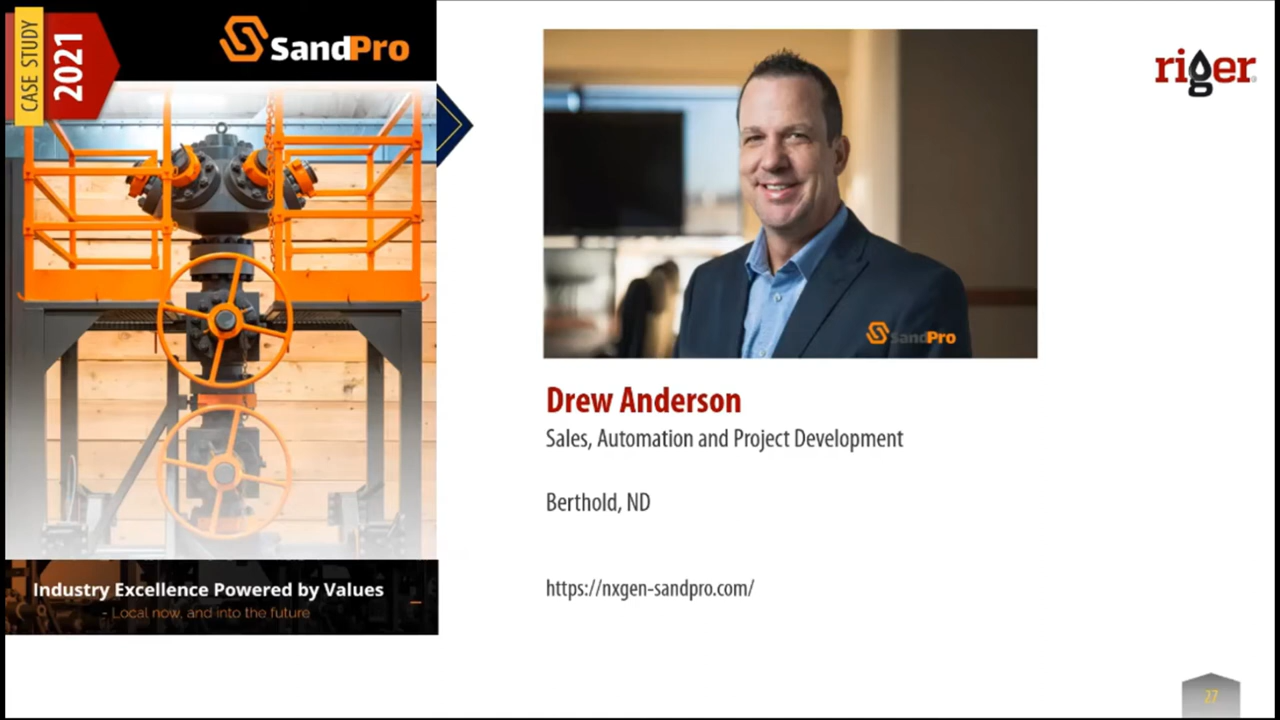 CASE STUDY
2021
SandPro
riger
SandPro
Drew Anderson
Sales, Automation and Project Development
Berthold, ND
https://nxgen-sandpro.com/
Industry Excellence Powered by Values
- Local now, and into the future
27